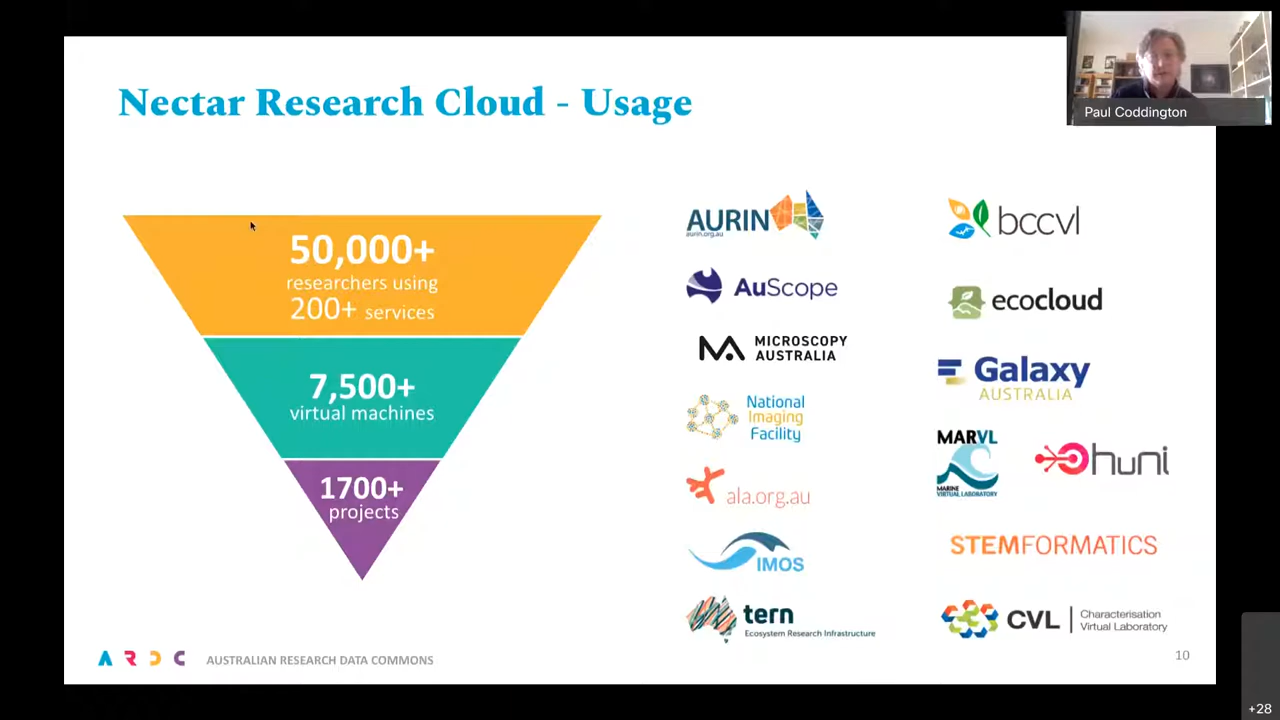 Nectar Research Cloud - Usage
Paul Coddington
50,000+
researchers using
200+ services
7,500+
virtual machines
1700+
projects
AURIN
aurin.org.au
AuScope
MICROSCOPY
AUSTRALIA
National
Imaging
Facility
ala.org.au
IMOS
tern
Ecosystem Research Infrastructure
bccvl
ecocloud
Galaxy
AUSTRALIA
MARVL
MARINE
VIRTUAL LABORATORY
huni
STEMFORMATICS
CVL
Characterisation
Virtual Laboratory
ARDC AUSTRALIAN RESEARCH DATA COMMONS
10
+28